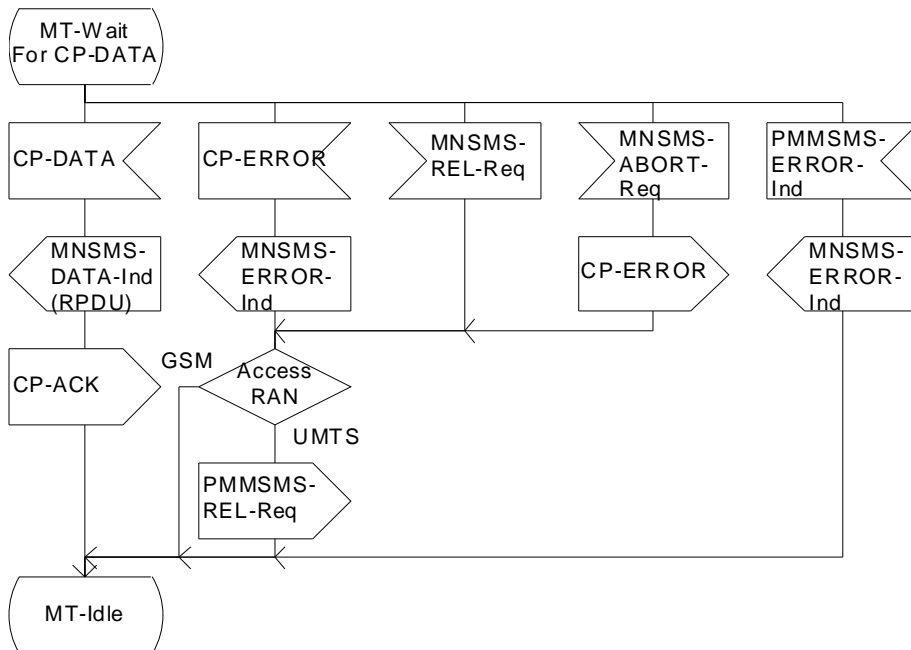 MT-Wait
For CP-DATA
CP-DATA
CP-ERROR
MNSMS-
REL-Req
MNSMS-
ABORT-
Req
PMMSMS-
ERROR-
Ind
MNSMS-
DATA-Ind
(RPDU)
MNSMS-
ERROR-
Ind
CP-ERROR
MNSMS-
ERROR-
Ind
CP-ACK
GSM
Access
RAN
UMTS
PMMSMS-
REL-Req
MT-Idle